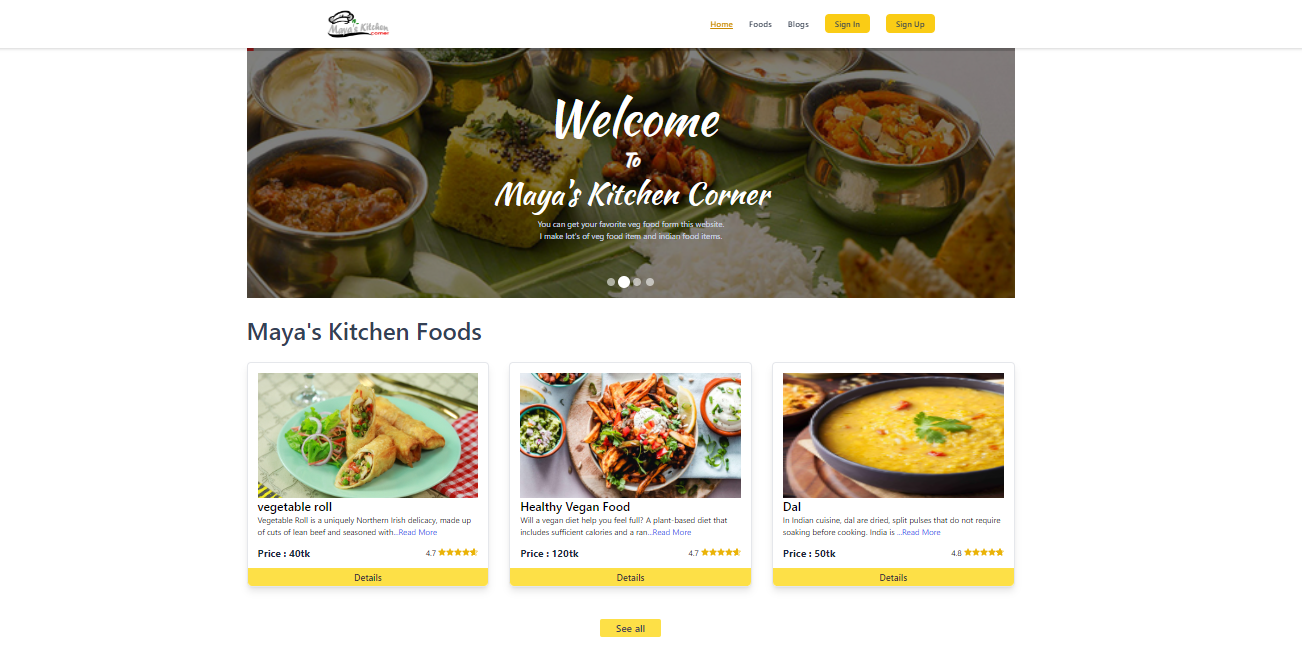 Maya's Kitchen
corner
Home
Foods
Blogs
Sign In
Sign Up
Welcome
To
Maya's Kitchen Corner
You can get your favorite veg food form this website.
I make lot's of veg food item and indian food items.
Maya's Kitchen Foods
vegetable roll
Vegetable Roll is a uniquely Northern Irish delicacy, made up
of cuts of lean beef and seasoned with...Read More
Price : 40tk
4.7
Details
Healthy Vegan Food
Will a vegan diet help you feel full? A plant-based diet that
includes sufficient calories and a ran...Read More
Price : 120tk
4.7
Details
Dal
In Indian cuisine, dal are dried, split pulses that do not require
soaking before cooking. India is ...Read More
Price : 50tk
4.8
Details
See all